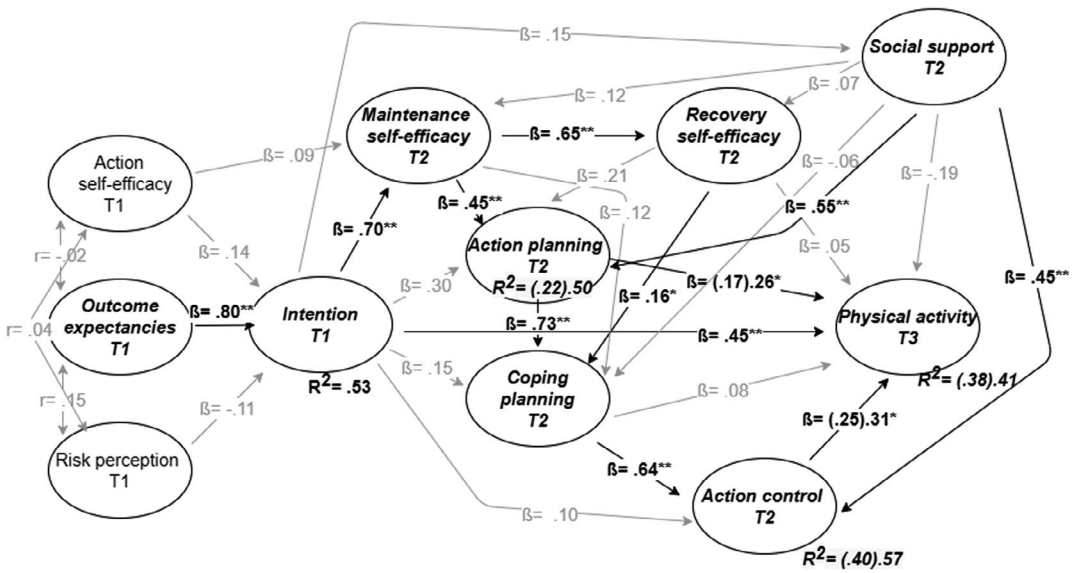 ß= .15
Social support
T2
ß= .12
ß= .07
Maintenance
self-efficacy
T2
ß= .65**
Recovery
self-efficacy
T2
Action
self-efficacy
T1
ß= .09
ß= .21
ß= -.06
ß= -.19
ß= .45**
ß= .12
ß= .55**
r= -.02
ß= .14
ß= .70**
Action planning
T2
R2= (.22).50
ß= .05
ß= .30
ß= (.17).26*
ß= .45**
Outcome
expectancies
T1
ß= .80**
Intention
T1
R2= .53
ß= .16*
r= .04
ß= .73**
ß= .45**
Physical activity
T3
R2= (.38).41
ß= .15
Coping
planning
T2
ß= .08
r= .15
ß= -.11
ß= (.25).31*
Risk perception
T1
ß= .64**
Action control
T2
ß= .10
R2= (.40).57